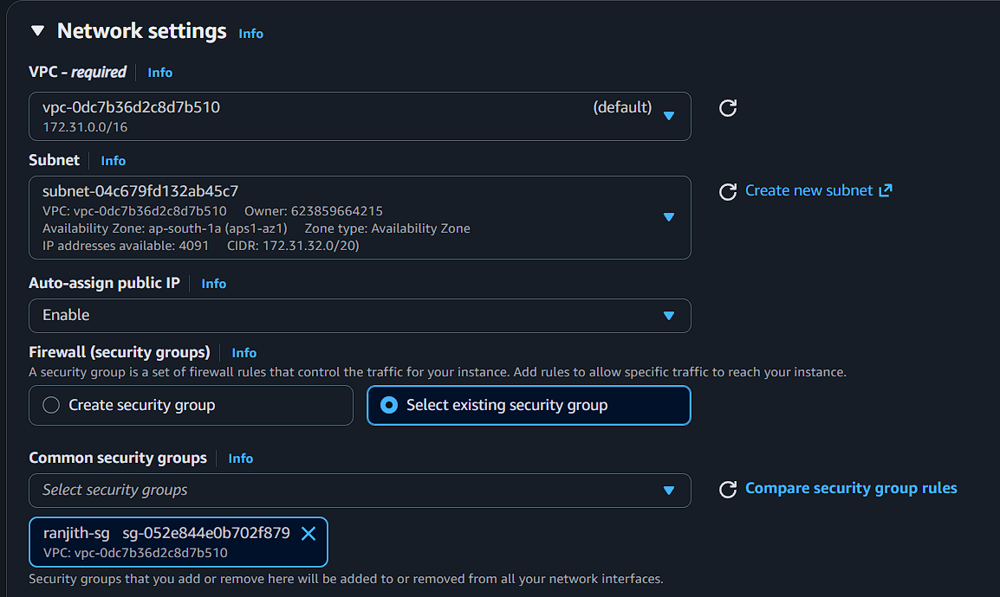 Network settings Info
VPC - required Info
vpc-0dc7b36d2c8d7b510 (default)
172.31.0.0/16
Subnet Info
subnet-04c679fd132ab45c7
VPC: vpc-0dc7b36d2c8d7b510 Owner: 623859664215
Availability Zone: ap-south-1a (aps1-az1) Zone type: Availability Zone
IP addresses available: 4091 CIDR: 172.31.32.0/20)
Create new subnet
Auto-assign public IP Info
Enable
Firewall (security groups) Info
A security group is a set of firewall rules that control the traffic for your instance. Add rules to allow specific traffic to reach your instance.
Create security group
Select existing security group
Common security groups Info
Select security groups
Compare security group rules
ranjith-sg sg-052e844e0b702f879
VPC: vpc-0dc7b36d2c8d7b510
Security groups that you add or remove here will be added to or removed from all your network interfaces.